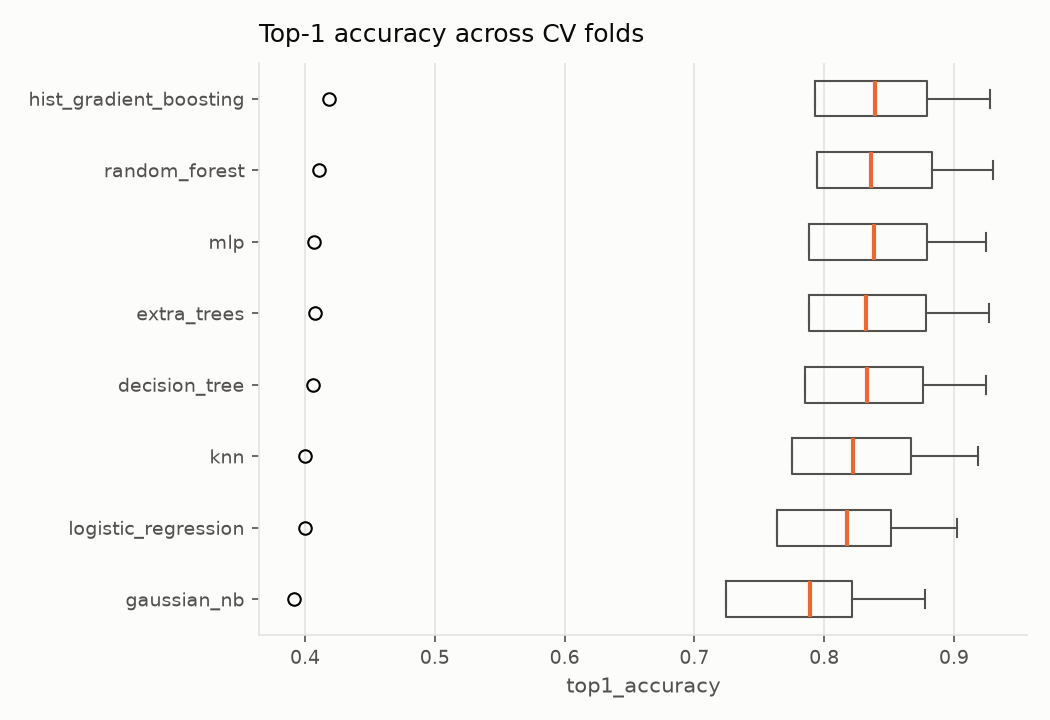 Top-1 accuracy across CV folds
hist_gradient_boosting
random_forest
mlp
extra_trees
decision_tree
knn
logistic_regression
gaussian_nb
0.4 0.5 0.6 0.7 0.8 0.9
top1_accuracy